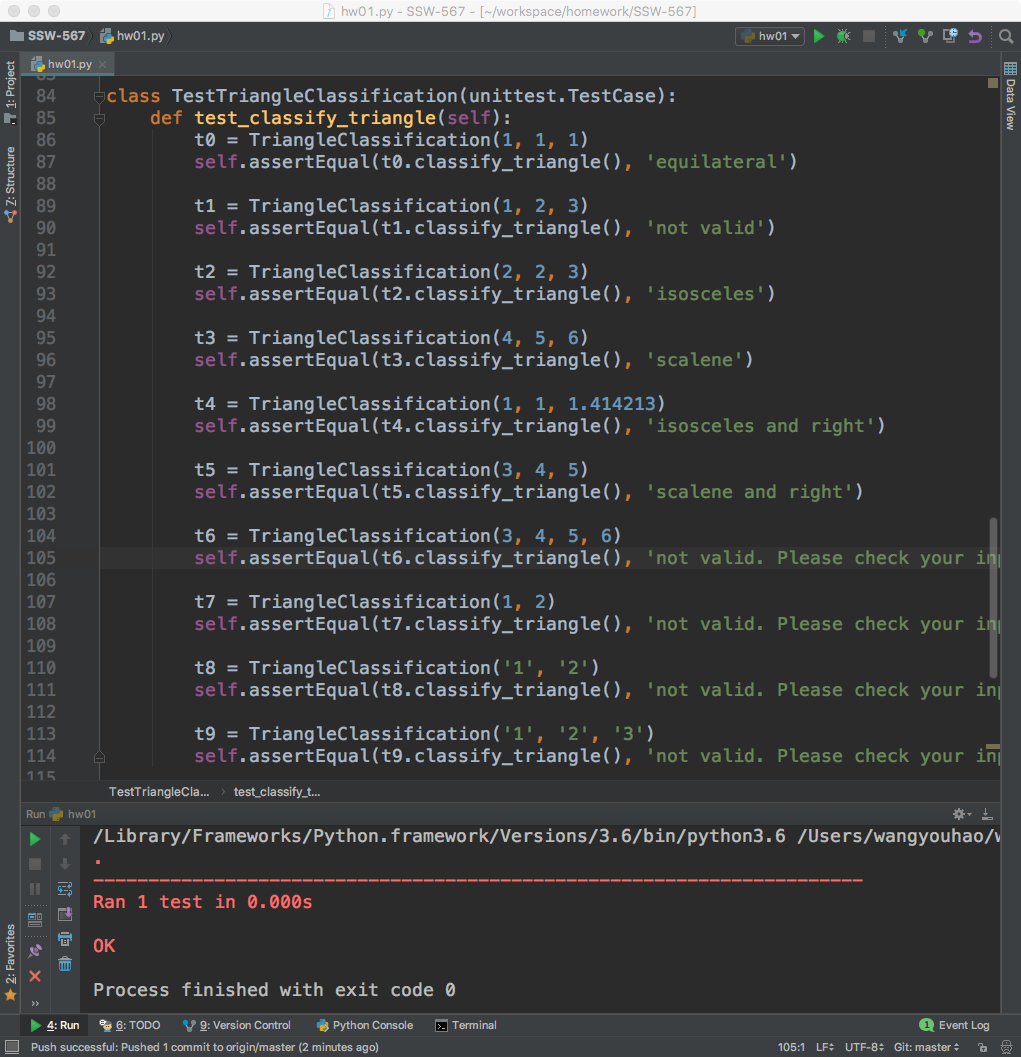 hw01.py - SSW-567 - [~/workspace/homework/SSW-567]
SSW-567 hw01.py hw01
hw01.py
1: Project
Z: Structure
2: Favorites
Data View
84 class TestTriangleClassification(unittest.TestCase):
85 def test_classify_triangle(self):
86 t0 = TriangleClassification(1, 1, 1)
87 self.assertEqual(t0.classify_triangle(), 'equilateral')
88
89 t1 = TriangleClassification(1, 2, 3)
90 self.assertEqual(t1.classify_triangle(), 'not valid')
91
92 t2 = TriangleClassification(2, 2, 3)
93 self.assertEqual(t2.classify_triangle(), 'isosceles')
94
95 t3 = TriangleClassification(4, 5, 6)
96 self.assertEqual(t3.classify_triangle(), 'scalene')
97
98 t4 = TriangleClassification(1, 1, 1.414213)
99 self.assertEqual(t4.classify_triangle(), 'isosceles and right')
100
101 t5 = TriangleClassification(3, 4, 5)
102 self.assertEqual(t5.classify_triangle(), 'scalene and right')
103
104 t6 = TriangleClassification(3, 4, 5, 6)
105 self.assertEqual(t6.classify_triangle(), 'not valid. Please check your in
106
107 t7 = TriangleClassification(1, 2)
108 self.assertEqual(t7.classify_triangle(), 'not valid. Please check your in
109
110 t8 = TriangleClassification('1', '2')
111 self.assertEqual(t8.classify_triangle(), 'not valid. Please check your inp
112
113 t9 = TriangleClassification('1', '2', '3')
114 self.assertEqual(t9.classify_triangle(), 'not valid. Please check your inp
115
TestTriangleCla... › test_classify_t...
Run hw01
/Library/Frameworks/Python.framework/Versions/3.6/bin/python3.6 /Users/wangyouhao/w
.
----------------------------------------------------------------------
Ran 1 test in 0.000s
OK
Process finished with exit code 0
4: Run 6: TODO 9: Version Control Python Console Terminal 1 Event Log
Push successful: Pushed 1 commit to origin/master (2 minutes ago) 105:1 LF UTF-8 Git: master